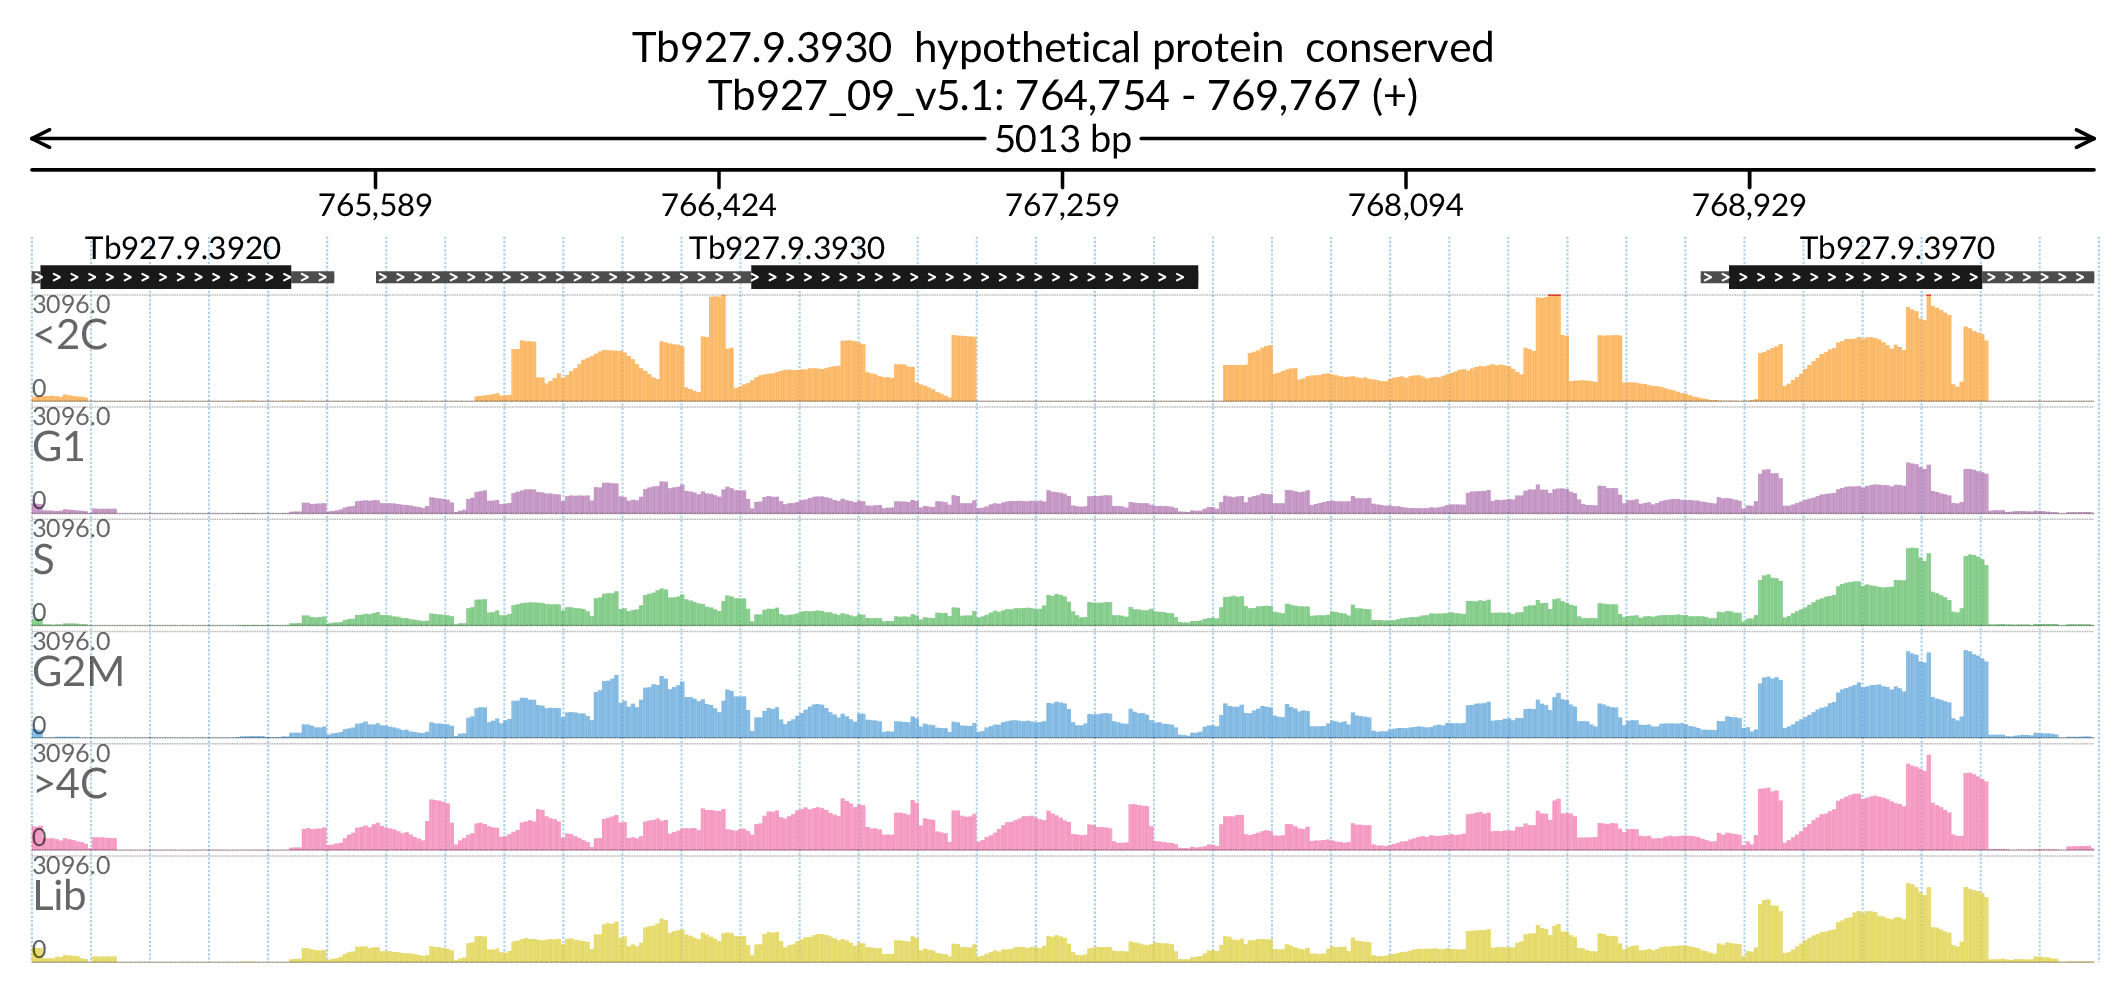 Tb927.9.3930  hypothetical protein  conserved
Tb927_09_v5.1: 764,754 - 769,767 (+)
5013 bp
765,589 766,424 767,259 768,094 768,929
Tb927.9.3920 Tb927.9.3930 Tb927.9.3970
3096.0
<2C
0
3096.0
G1
0
3096.0
S
0
3096.0
G2M
0
3096.0
>4C
0
3096.0
Lib
0